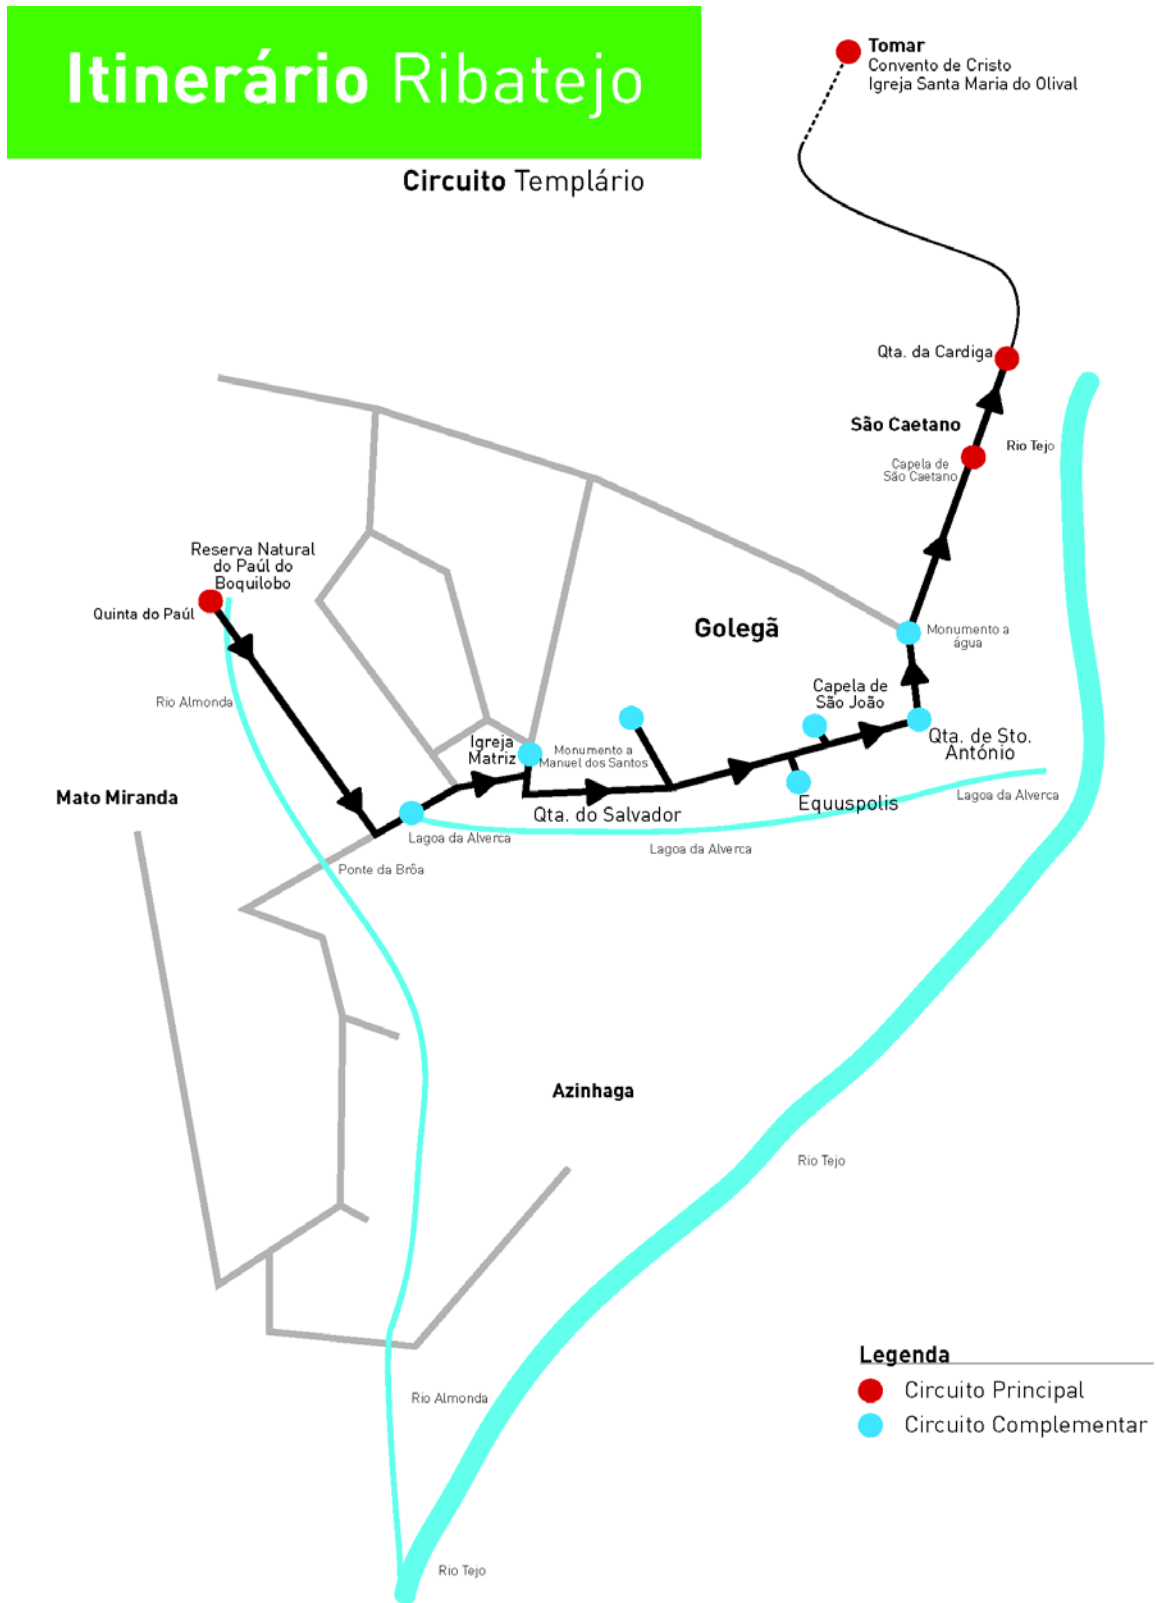 Itinerário Ribatejo
Circuito Templário
Tomar
Convento de Cristo
Igreja Santa Maria do Olival
Qta. da Cardiga
São Caetano
Capela de
São Caetano
Rio Tejo
Reserva Natural
do Paúl do
Boquilobo
Quinta do Paúl
Golegã
Monumento a
água
Rio Almonda
Capela de
São João
Igreja
Matriz
Monumento a
Manuel dos Santos
Qta. de Sto.
António
Mato Miranda
Qta. do Salvador
Equuspolis
Lagoa da Alverca
Lagoa da Alverca
Lagoa da Alverca
Ponte da Brôa
Azinhaga
Rio Tejo
Legenda
Circuito Principal
Circuito Complementar
Rio Almonda
Rio Tejo